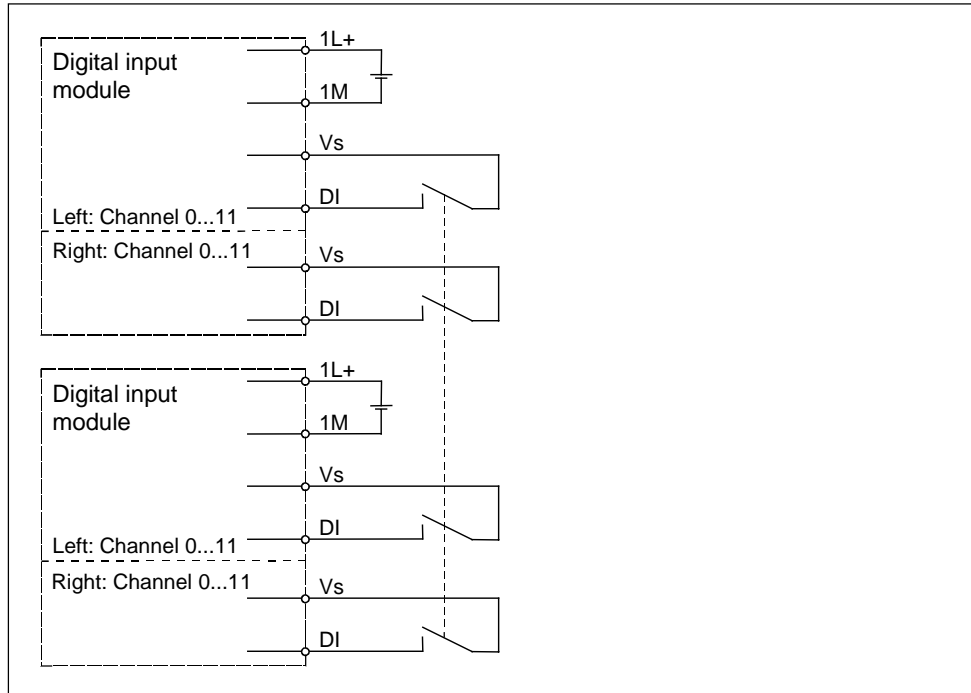 1L+
Digital input
module
1M
Vs
DI
Left: Channel 0...11
Right: Channel 0...11
Vs
DI
1L+
Digital input
module
1M
Vs
DI
Left: Channel 0...11
Right: Channel 0...11
Vs
DI